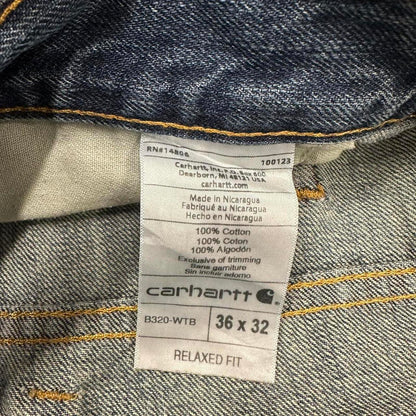 RN#14806 100123
Carhartt, Inc. P.O. Box 600
Dearborn, MI 48121 USA
carhartt.com
Made in Nicaragua
Fabriqué au Nicaragua
Hecho en Nicaragua
100% Cotton
100% Cotton
100% Algodón
Exclusive of trimming
Sans garniture
Sin incluir adorno
carhartt
B320-WTB 36 x 32
RELAXED FIT